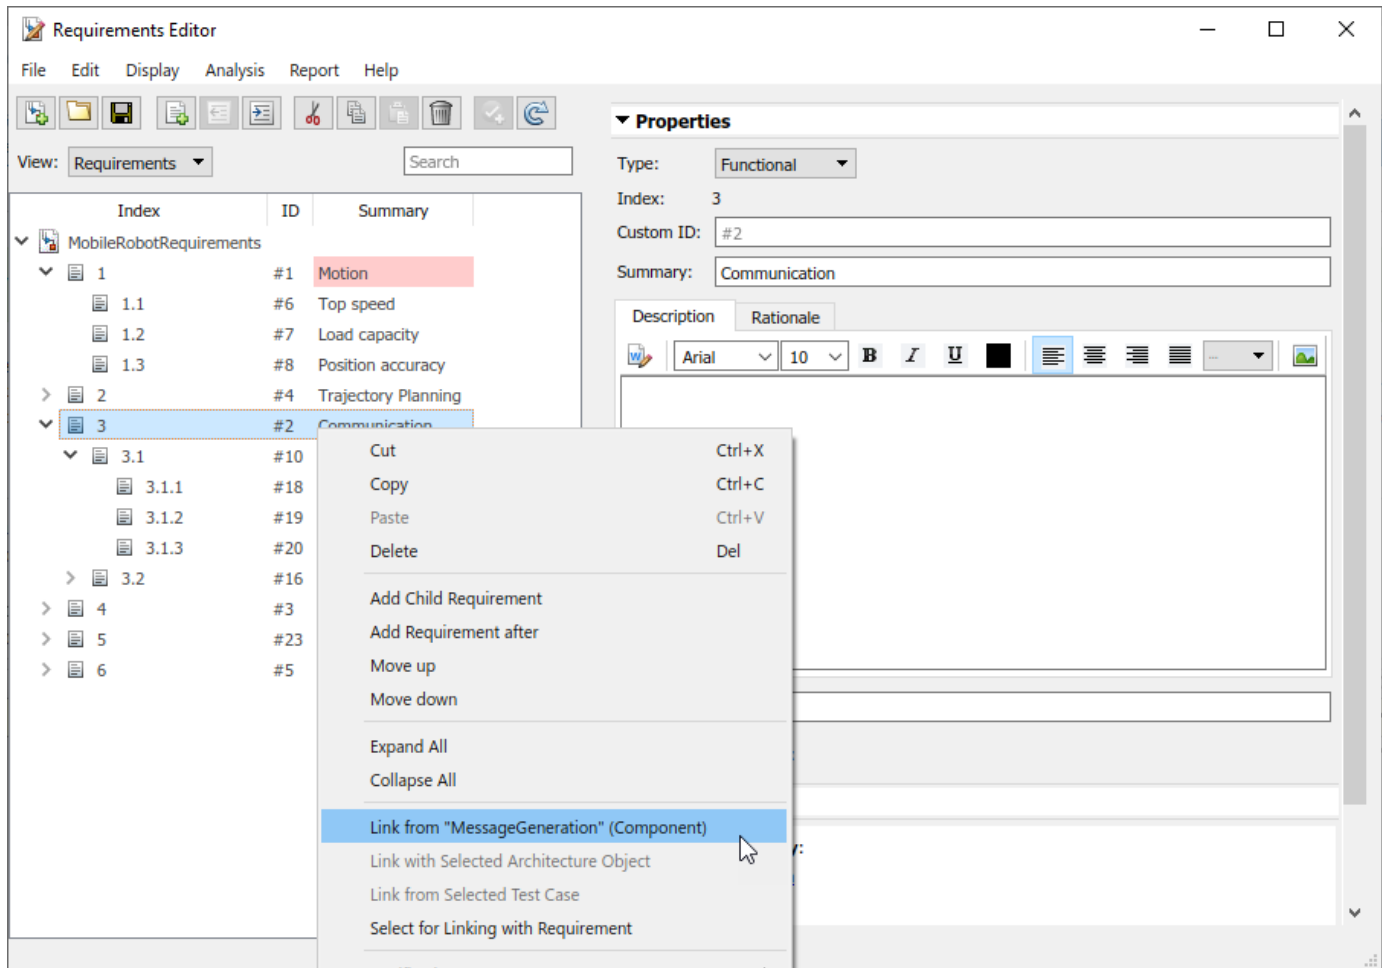 Requirements Editor
File Edit Display Analysis Report Help
View: Requirements Search
Index ID Summary
MobileRobotRequirements
1 #1 Motion
1.1 #6 Top speed
1.2 #7 Load capacity
1.3 #8 Position accuracy
2 #4 Trajectory Planning
3 #2 Communication
3.1 #10
3.1.1 #18
3.1.2 #19
3.1.3 #20
3.2 #16
4 #3
5 #23
6 #5
Cut Ctrl+X
Copy Ctrl+C
Paste Ctrl+V
Delete Del
Add Child Requirement
Add Requirement after
Move up
Move down
Expand All
Collapse All
Link from "MessageGeneration" (Component)
Link with Selected Architecture Object
Link from Selected Test Case
Select for Linking with Requirement
Properties
Type: Functional
Index: 3
Custom ID: #2
Summary: Communication
Description Rationale
Arial 10 B I U ...
y: